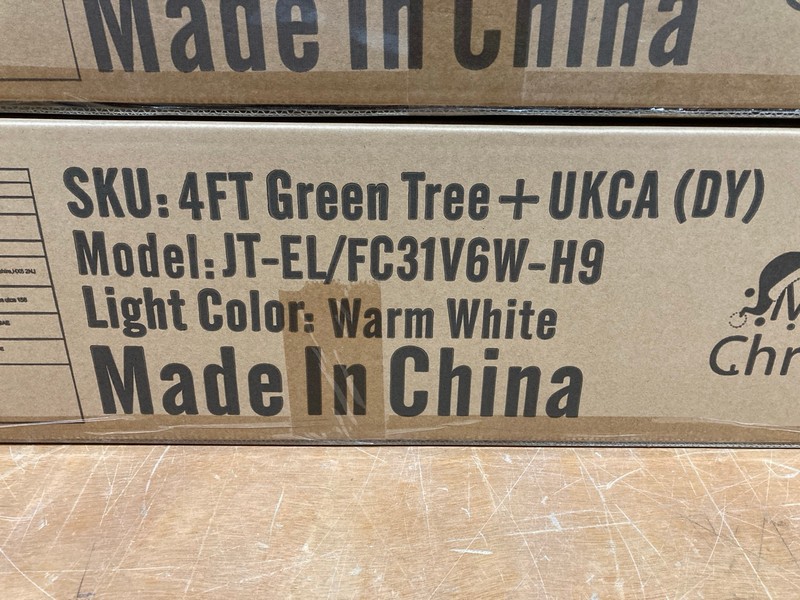 Made In China
SKU: 4FT Green Tree+UKCA (DY)
Model: JT-EL/FC31V6W-H9
Light Color: Warm White
Made In China
M
Chr